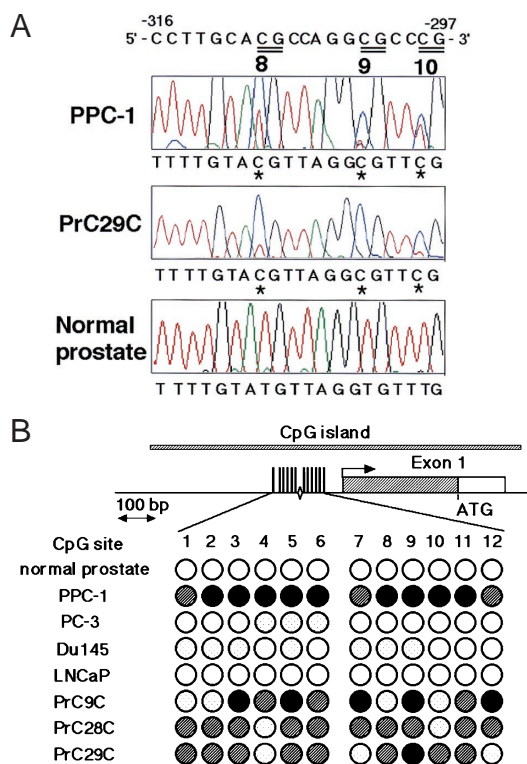 A
-316 -297
5' - C C T T G C A C G C C A G G C G C C C G - 3'
8 9 10
PPC-1
T T T T G T A C G T T A G G C G T T C G
* * *
PrC29C
T T T T G T A C G T T A G G C G T T C G
* * *
Normal prostate
T T T T G T A T G T T A G G T G T T T G
B
CpG island
Exon 1
100 bp
ATG
CpG site 1 2 3 4 5 6 7 8 9 10 11 12
normal prostate
PPC-1
PC-3
Du145
LNCaP
PrC9C
PrC28C
PrC29C